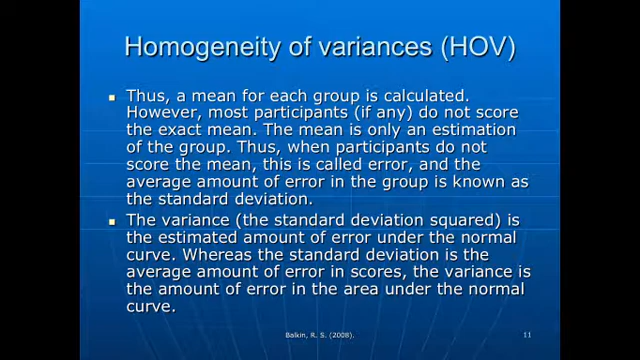 Homogeneity of variances (HOV)
Thus, a mean for each group is calculated.
However, most participants (if any) do not score
the exact mean. The mean is only an estimation
of the group. Thus, when participants do not
score the mean, this is called error, and the
average amount of error in the group is known as
the standard deviation.
The variance (the standard deviation squared) is
the estimated amount of error under the normal
curve. Whereas the standard deviation is the
average amount of error in scores, the variance is
the amount of error in the area under the normal
curve.
Balkin, R. S. (2008).
11